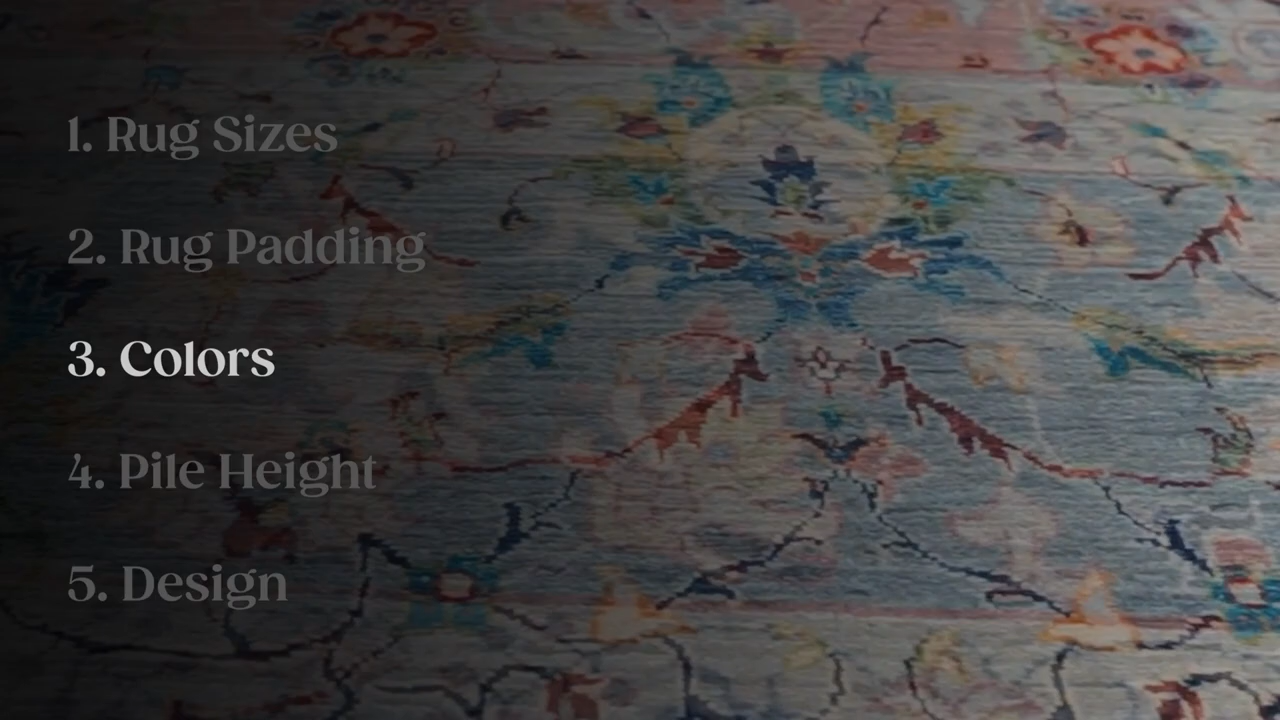 1. Rug Sizes
2. Rug Padding
3. Colors
4. Pile Height
5. Design